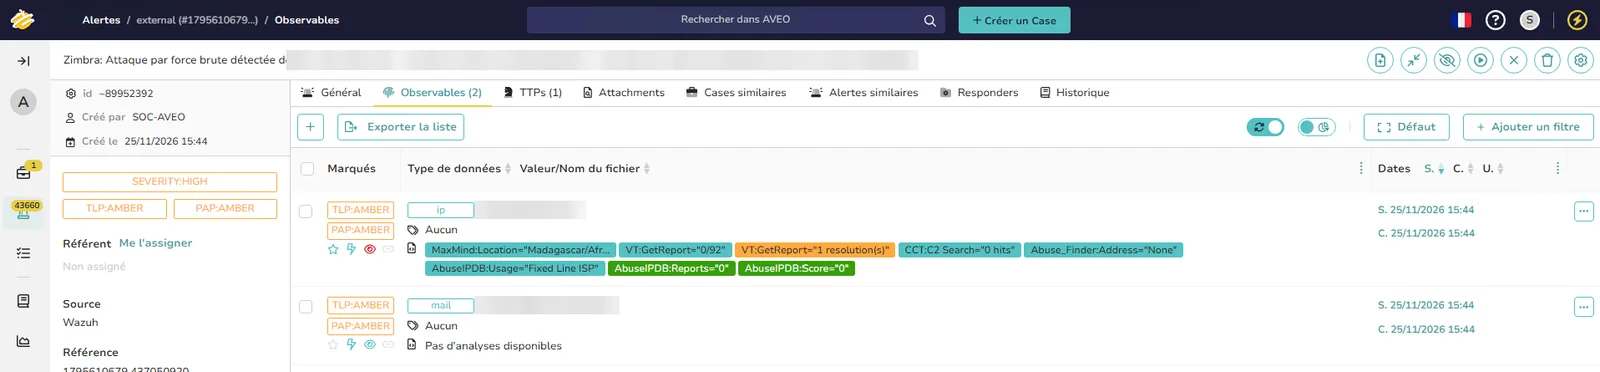 Alertes / external (#1795610679...) / Observables
Rechercher dans AVEO
+ Créer un Case
? S
Zimbra: Attaque par force brute détectée d
id ~89952392
Créé par SOC-AVEO
Créé le 25/11/2026 15:44
SEVERITY:HIGH
TLP:AMBER PAP:AMBER
Référent Me l'assigner
Non assigné
Source
Wazuh
Référence
1795610679.437050920
A
1
43660
Général Observables (2) TTPs (1) Attachments Cases similaires Alertes similaires Responders Historique
+ Exporter la liste
Défaut + Ajouter un filtre
Marqués Type de données Valeur/Nom du fichier Dates S. C. U.
TLP:AMBER ip S. 25/11/2026 15:44
PAP:AMBER Aucun C. 25/11/2026 15:44
MaxMind:Location="Madagascar/Afr... VT:GetReport="0/92" VT:GetReport="1 resolution(s)" CCT:C2 Search="0 hits" Abuse_Finder:Address="None"
AbuseIPDB:Usage="Fixed Line ISP" AbuseIPDB:Reports="0" AbuseIPDB:Score="0"
TLP:AMBER mail S. 25/11/2026 15:44
PAP:AMBER Aucun C. 25/11/2026 15:44
Pas d'analyses disponibles